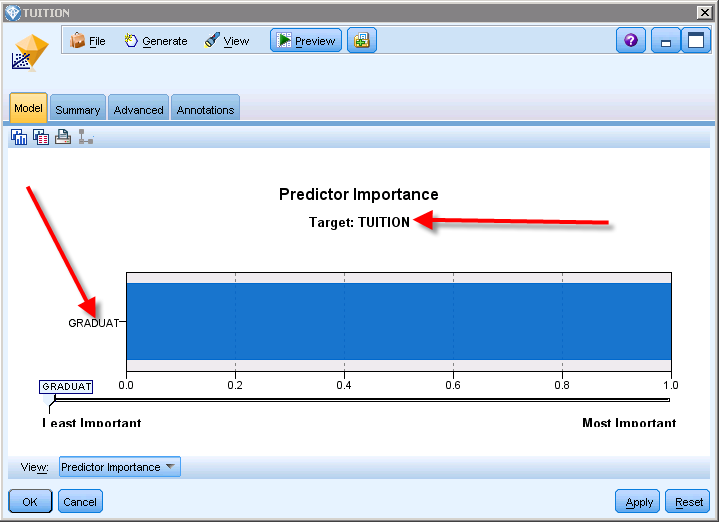 TUITION
File Generate View Preview
Model Summary Advanced Annotations
Predictor Importance
Target: TUITION
GRADUAT
GRADUAT 0.0 0.2 0.4 0.6 0.8 1.0
Least Important Most Important
View: Predictor Importance
OK Cancel Apply Reset